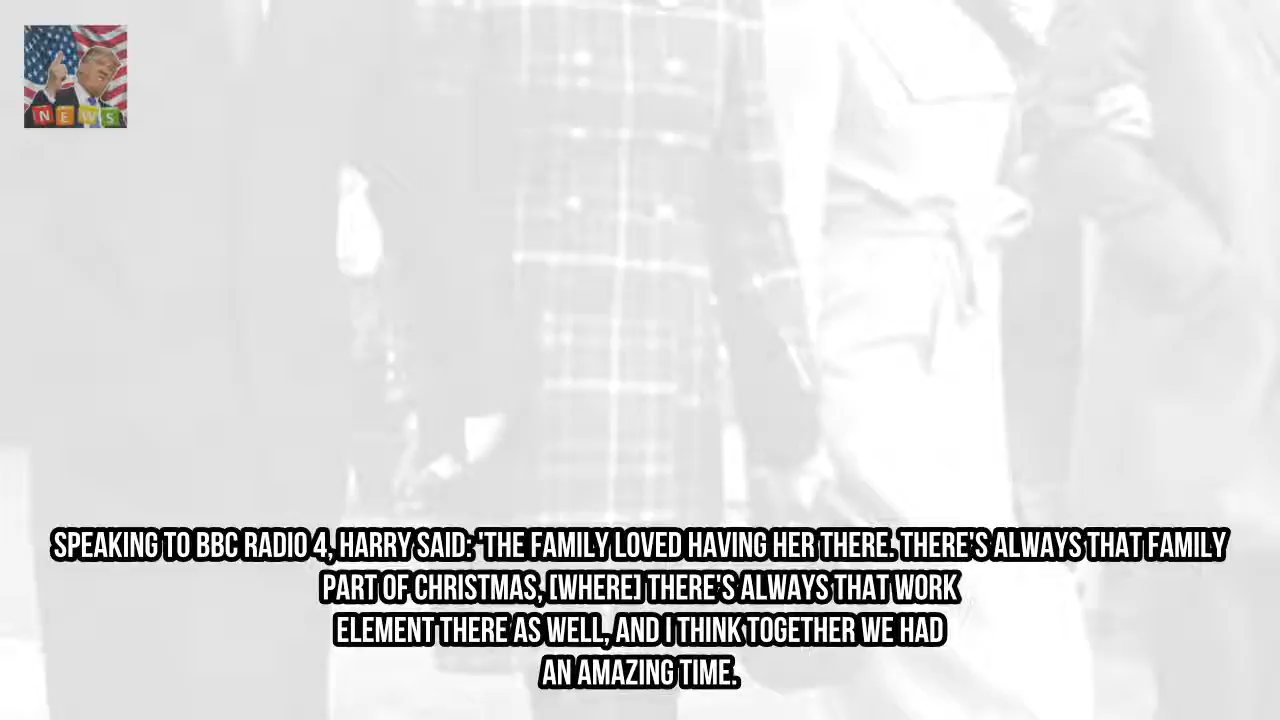 NEWS
SPEAKING TO BBC RADIO 4, HARRY SAID: 'THE FAMILY LOVED HAVING HER THERE. THERE'S ALWAYS THAT FAMILY
PART OF CHRISTMAS, [WHERE] THERE'S ALWAYS THAT WORK
ELEMENT THERE AS WELL, AND I THINK TOGETHER WE HAD
AN AMAZING TIME.